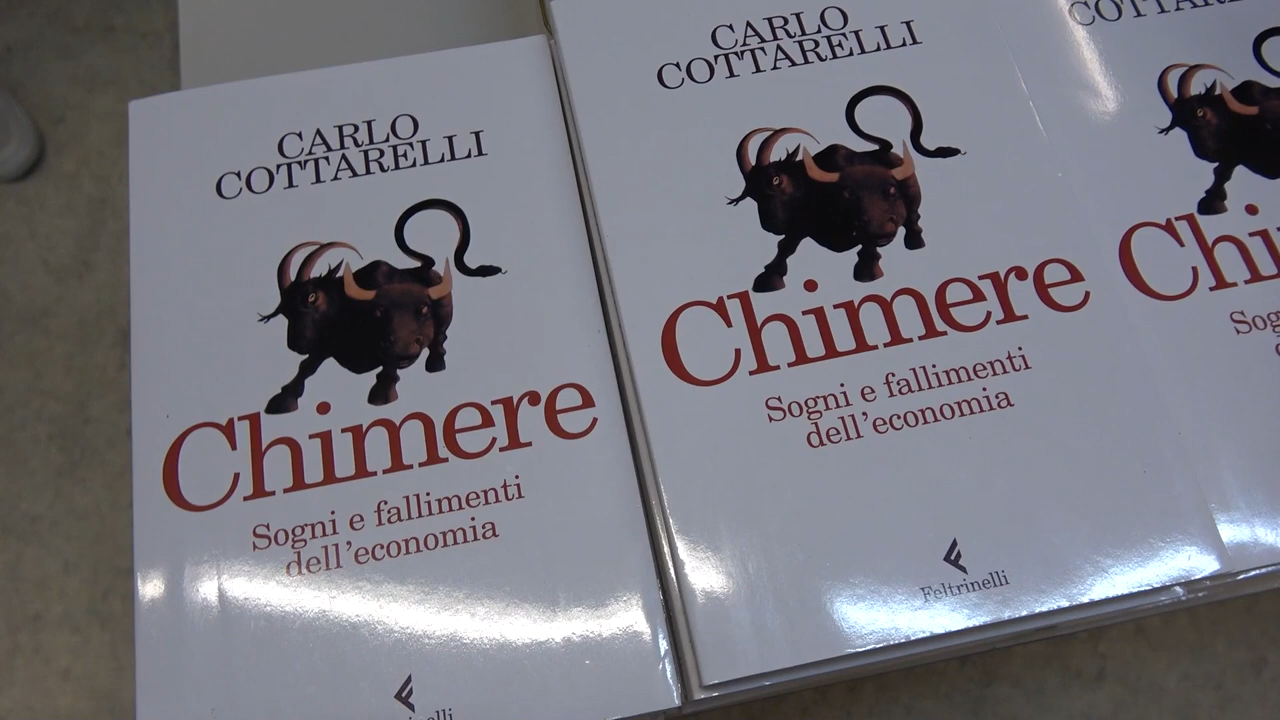 CARLO
COTTARELLI
Chimere
Sogni e fallimenti
dell'economia
CARLO
COTTARELLI
Chimere
Sogni e fallimenti
dell'economia
Feltrinelli